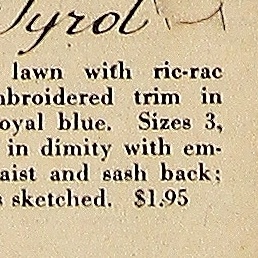 Tyrol
lawn with ric-rac
broidered trim in
oyal blue. Sizes 3,
in dimity with em-
aist and sash back;
s sketched. $1.95